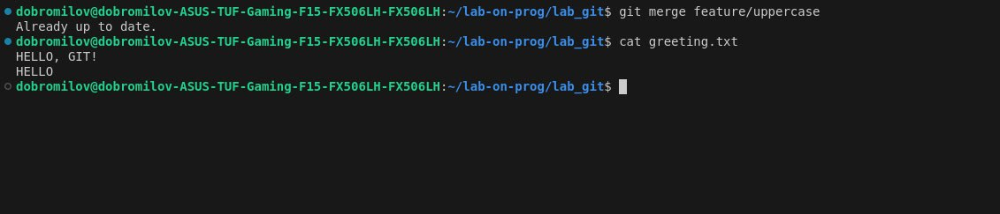 dobromilov@dobromilov-ASUS-TUF-Gaming-F15-FX506LH-FX506LH:~/lab-on-prog/lab_git$ git merge feature/uppercase
Already up to date.
dobromilov@dobromilov-ASUS-TUF-Gaming-F15-FX506LH-FX506LH:~/lab-on-prog/lab_git$ cat greeting.txt
HELLO, GIT!
HELLO
dobromilov@dobromilov-ASUS-TUF-Gaming-F15-FX506LH-FX506LH:~/lab-on-prog/lab_git$